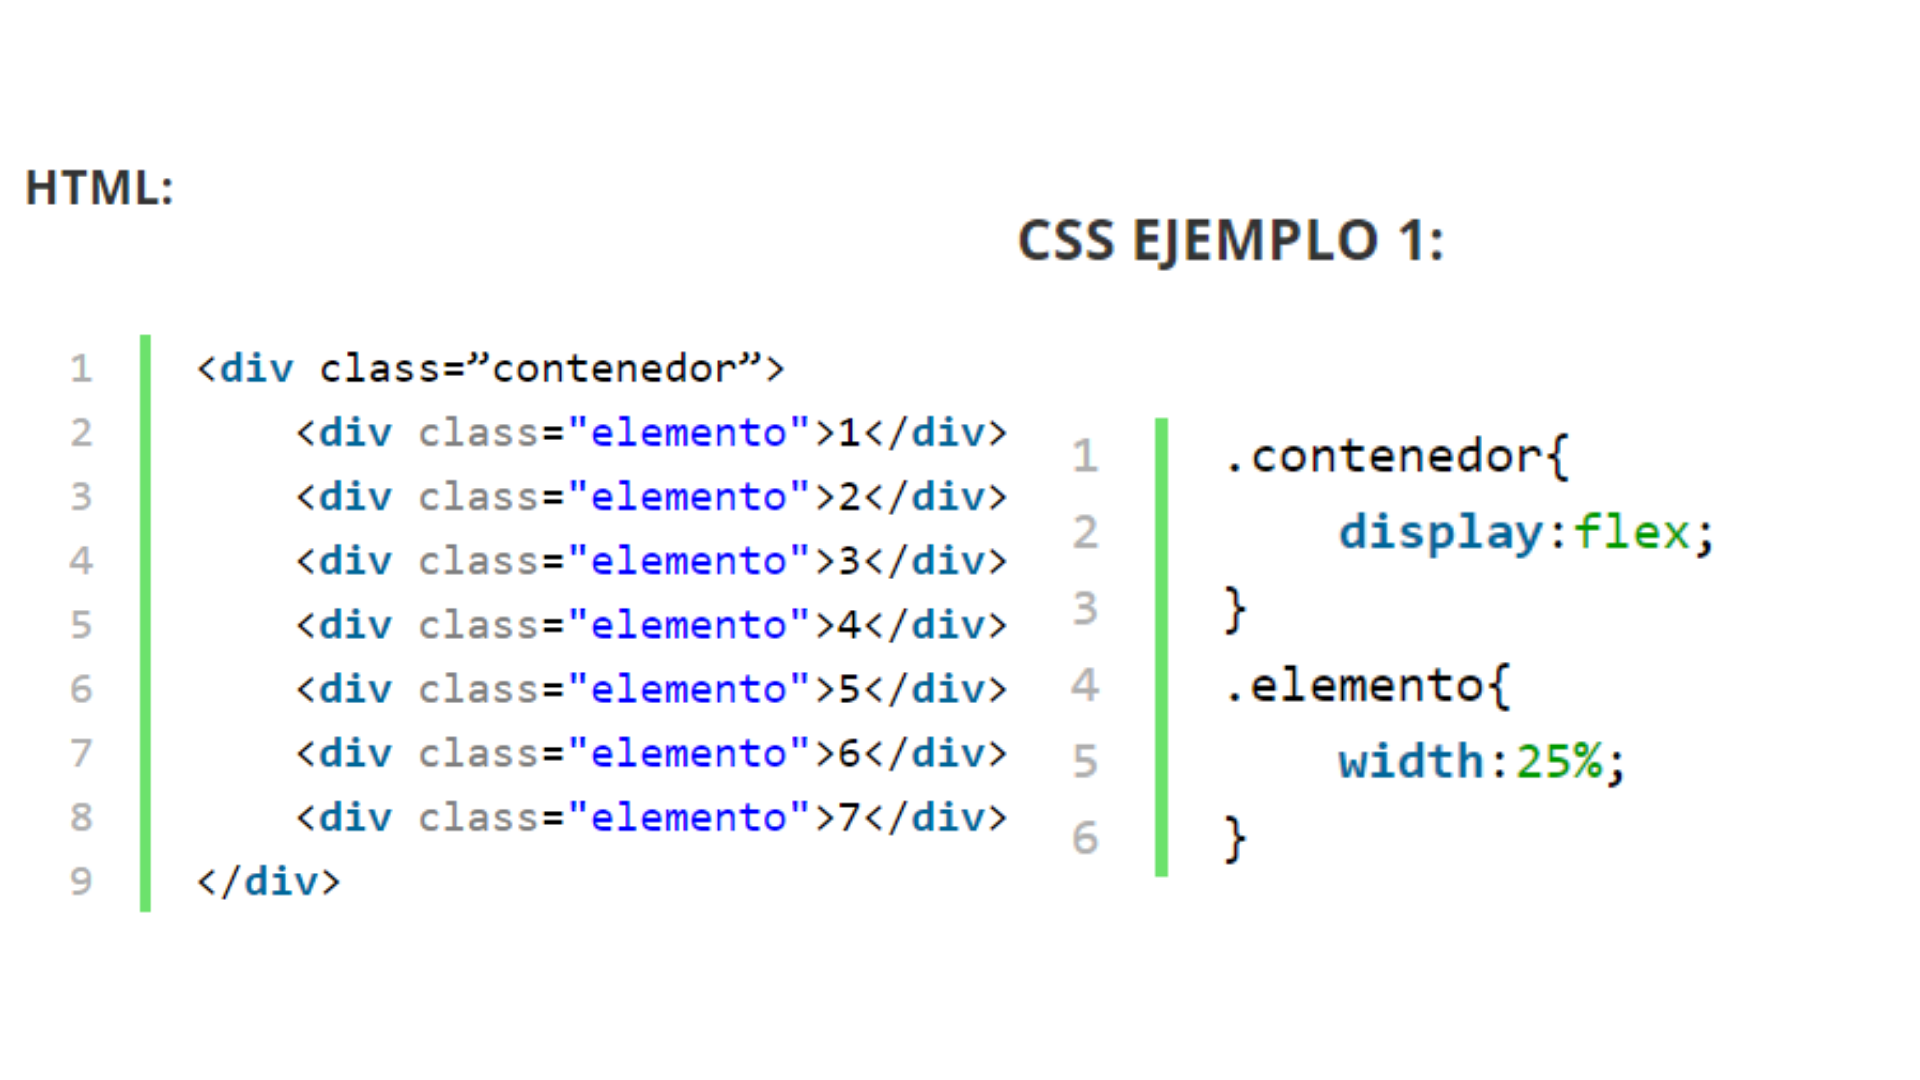 HTML:
1 <div class=”contenedor”>
2 <div class="elemento">1</div>
3 <div class="elemento">2</div>
4 <div class="elemento">3</div>
5 <div class="elemento">4</div>
6 <div class="elemento">5</div>
7 <div class="elemento">6</div>
8 <div class="elemento">7</div>
9 </div>
CSS EJEMPLO 1:
1 .contenedor{
2 display:flex;
3 }
4 .elemento{
5 width:25%;
6 }